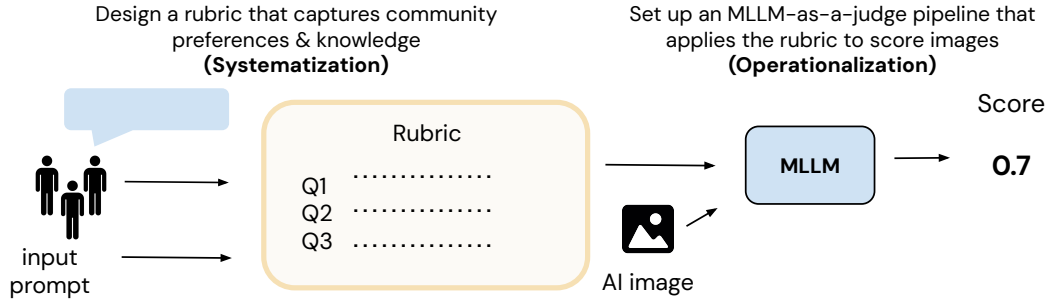 Design a rubric that captures community
preferences & knowledge
(Systematization)
Set up an MLLM-as-a-judge pipeline that
applies the rubric to score images
(Operationalization)
Rubric
Q1 ...............
Q2 ...............
Q3 ...............
input
prompt
AI image
MLLM
Score
0.7